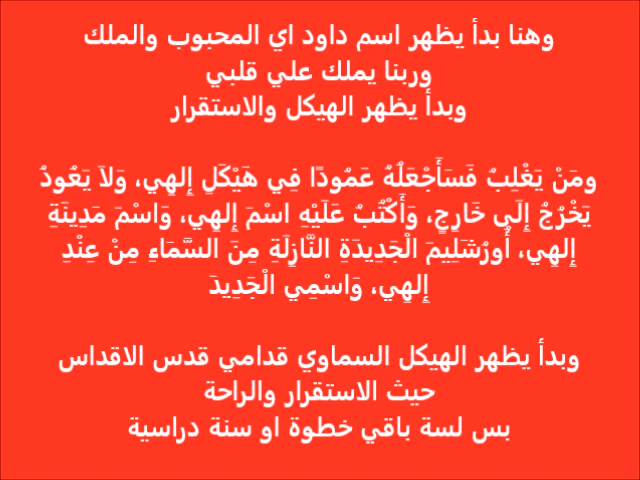 وهنا بدأ يظهر اسم داود اي المحبوب والملك
وربنا يملك علي قلبي
وبدأ يظهر الهيكل والاستقرار
ومَنْ يَغْلِبُ فَسَأَجْعَلُهُ عَمُودًا فِي هَيْكَلِ إِلهِي، وَلاَ يَعُودُ
يَخْرُجُ إِلَى خَارِجٍ، وَأَكْتُبُ عَلَيْهِ اسْمَ إِلهِي، وَاسْمَ مَدِينَةِ
إِلهِي، أُورُشَلِيمَ الْجَدِيدَةِ النَّازِلَةِ مِنَ السَّمَاءِ مِنْ عِنْدِ
إِلهِي، وَاسْمِي الْجَدِيدَ
وبدأ يظهر الهيكل السماوي قدامي قدس الاقداس
حيث الاستقرار والراحة
بس لسة باقي خطوة او سنة دراسية